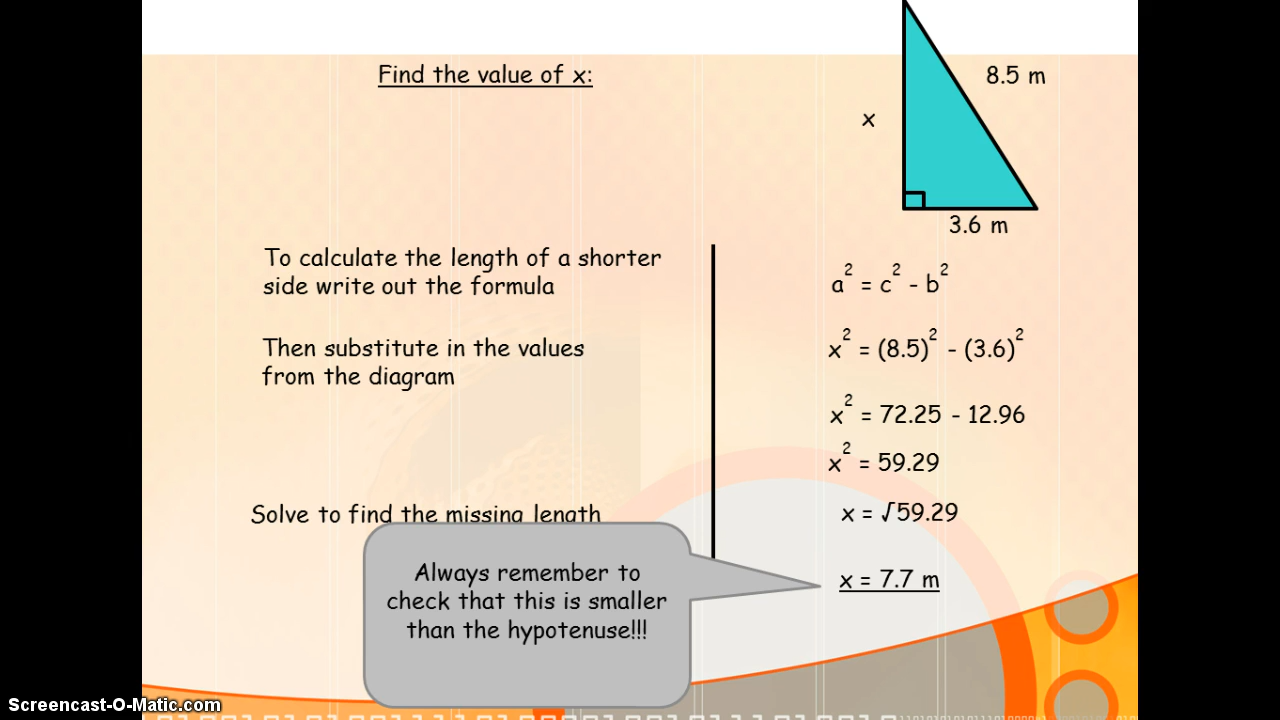 Find the value of x:
8.5 m
x
3.6 m
To calculate the length of a shorter
side write out the formula
a² = c² - b²
Then substitute in the values
from the diagram
x² = (8.5)² - (3.6)²
x² = 72.25 - 12.96
x² = 59.29
Solve to find the missing length
x = √59.29
Always remember to
check that this is smaller
than the hypotenuse!!!
x = 7.7 m
Screencast-O-Matic.com